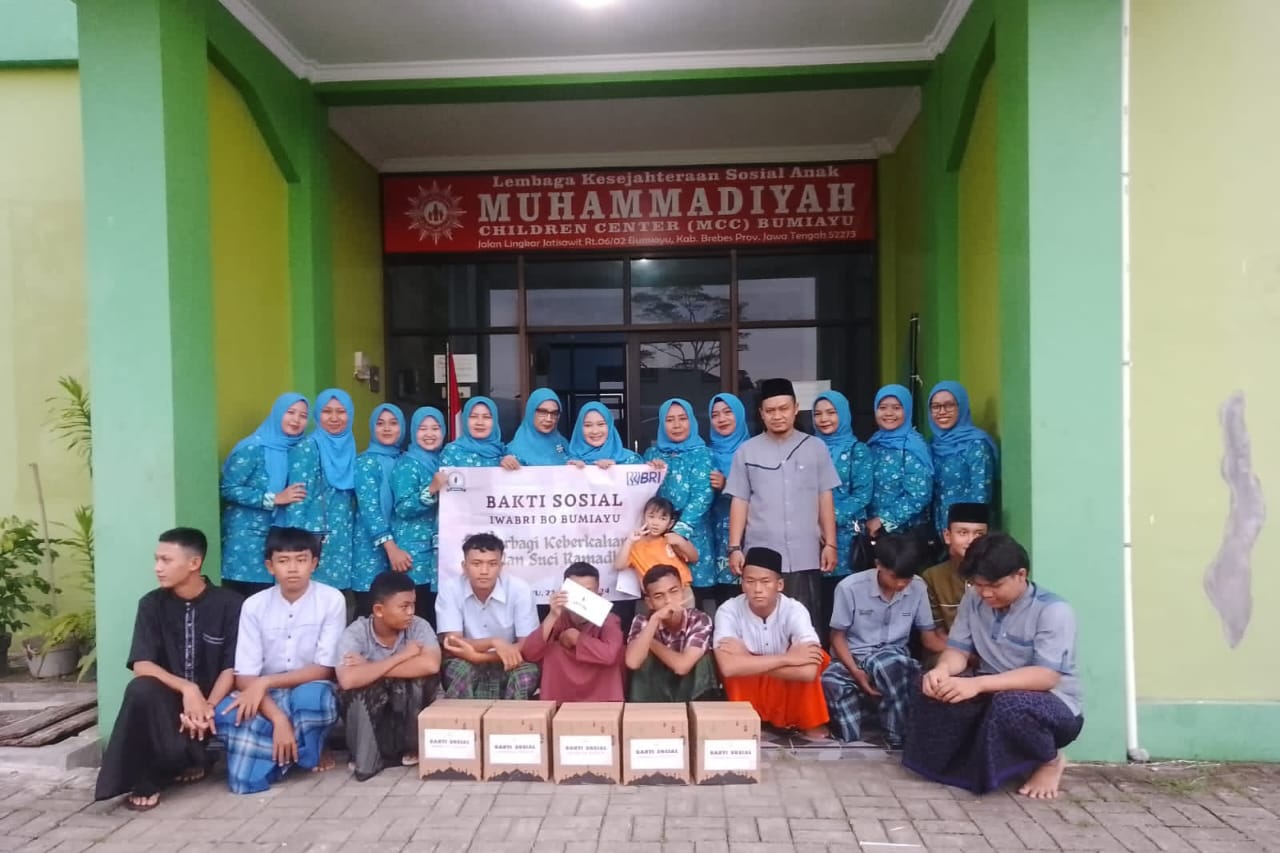 Lembaga Kesejahteraan Sosial Anak
MUHAMMADIYAH
CHILDREN CENTER (MCC) BUMIAYU
Jalan Lingkar Jatisawit Rt.06/02 Bumiayu, Kab. Brebes Prov. Jawa Tengah 52273
BRI
BAKTI SOSIAL
IWABRI BO BUMIAYU
Keberkahan
Suci
BAKTI SOSIAL
BAKTI SOSIAL
BAKTI SOSIAL
BAKTI SOSIAL
BAKTI SOSIAL